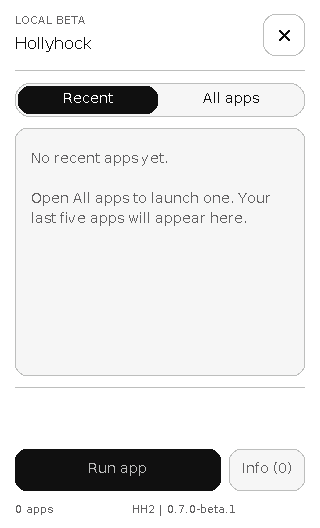 LOCAL BETA
Hollyhock
Recent
All apps
No recent apps yet.
Open All apps to launch one. Your
last five apps will appear here.
Run app
Info (0)
0 apps
HH2 | 0.7.0-beta.1